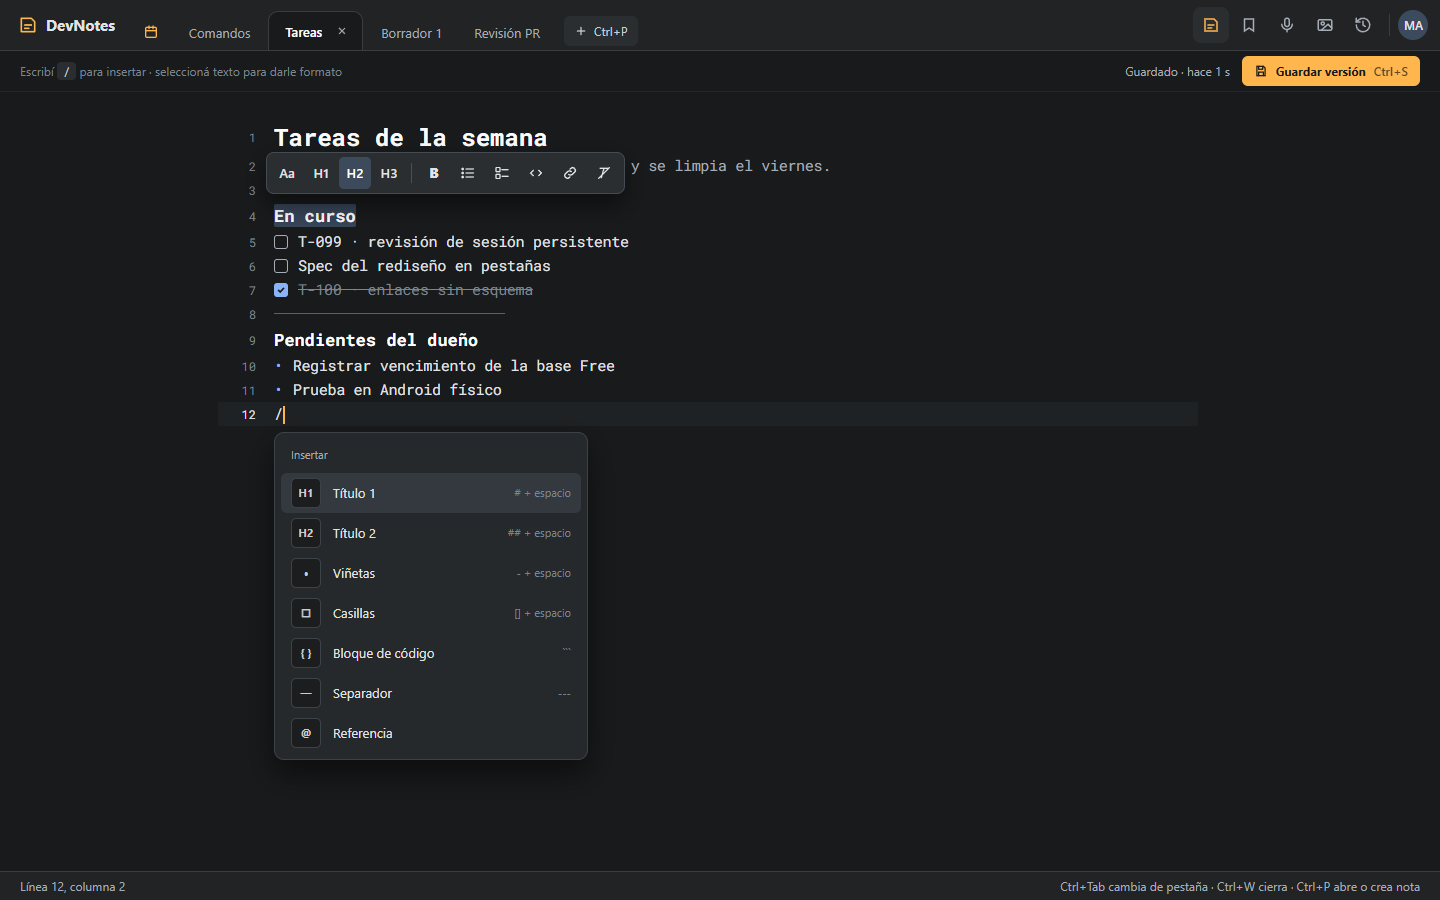 DevNotes
Comandos
Tareas ×
Borrador 1
Revisión PR
+ Ctrl+P
MA
Escribí / para insertar · seleccioná texto para darle formato
Guardado · hace 1 s
Guardar versión Ctrl+S
1 Tareas de la semana
2 y se limpia el viernes.
Aa H1 H2 H3 B
3
4 En curso
5 T-099 · revisión de sesión persistente
6 Spec del rediseño en pestañas
7 T-100 · enlaces sin esquema
8
9 Pendientes del dueño
10 • Registrar vencimiento de la base Free
11 • Prueba en Android físico
12 /
Insertar
H1 Título 1 # + espacio
H2 Título 2 ## + espacio
• Viñetas - + espacio
Casillas [] + espacio
{ } Bloque de código ```
— Separador ---
@ Referencia
Línea 12, columna 2
Ctrl+Tab cambia de pestaña · Ctrl+W cierra · Ctrl+P abre o crea nota